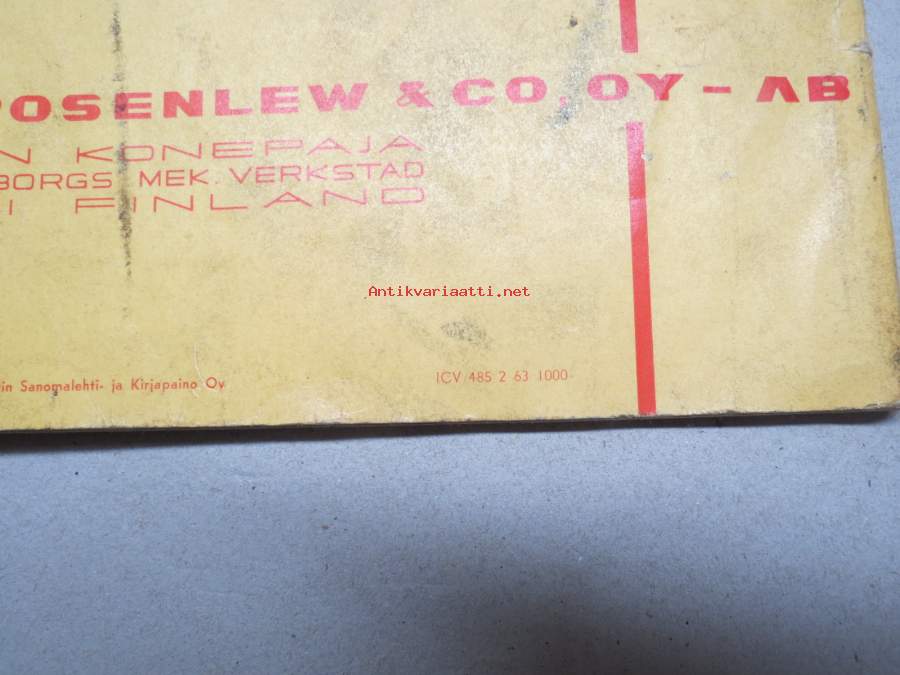 ROSENLEW & CO, OY – AB
N KONEPAJA
BORGS MEK. VERKSTAD
I FINLAND
Antikvariaatti.net
in Sanomalehti- ja Kirjapaino Oy
ICV 485 2 63 1000